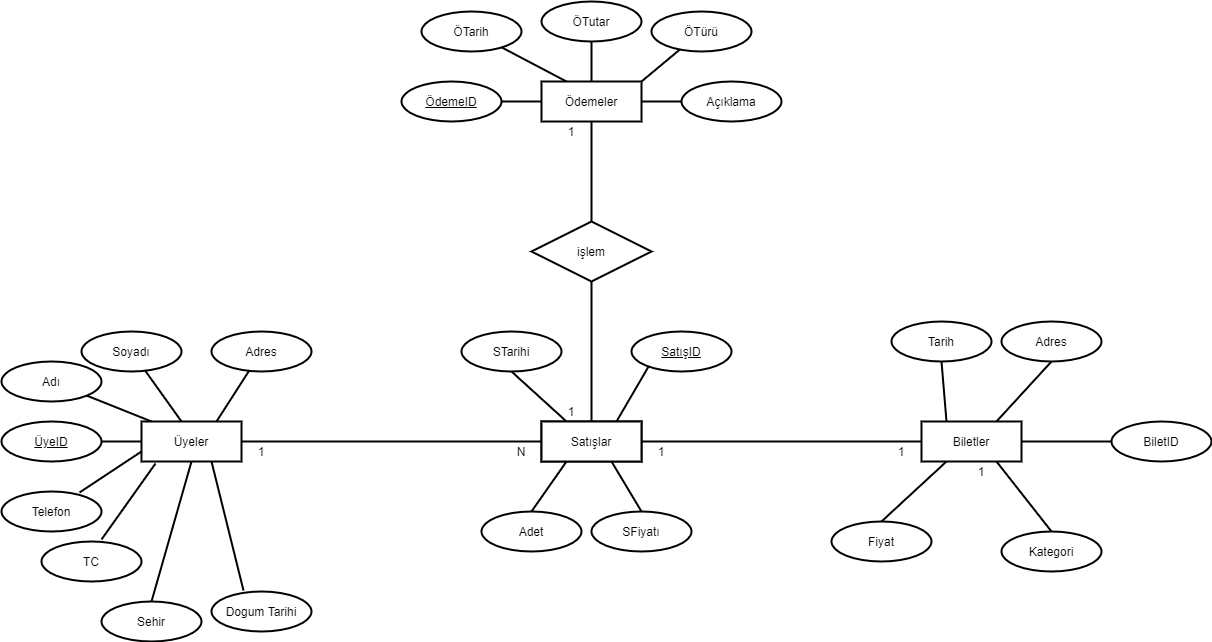 ÖTutar
ÖTarih
ÖTürü
ÖdemeID
Ödemeler
Açıklama
1
işlem
Soyadı
Adres
STarihi
SatışID
Tarih
Adres
Adı
1
ÜyeID
Üyeler
Satışlar
Biletler
BiletID
1
N
1
1
1
Telefon
Adet
SFiyatı
Fiyat
TC
Kategori
Sehir
Dogum Tarihi